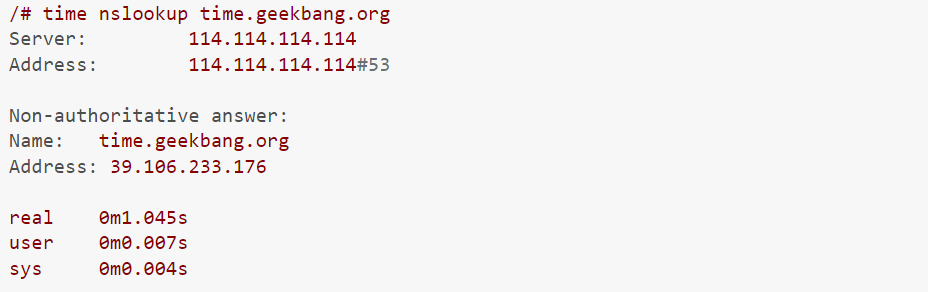 /# time nslookup time.geekbang.org
Server:         114.114.114.114
Address:        114.114.114.114#53
Non-authoritative answer:
Name:   time.geekbang.org
Address: 39.106.233.176
real    0m1.045s
user    0m0.007s
sys     0m0.004s